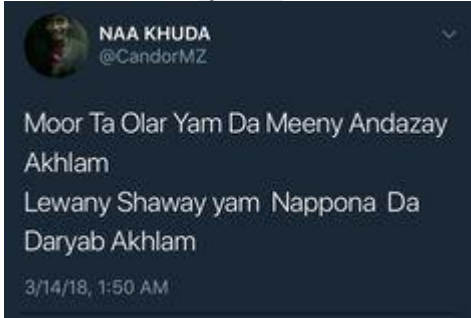 NAA KHUDA
@CandorMZ
Moor Ta Olar Yam Da Meeny Andazay
Akhlam
Lewany Shaway yam Nappona Da
Daryab Akhlam
3/14/18, 1:50 AM